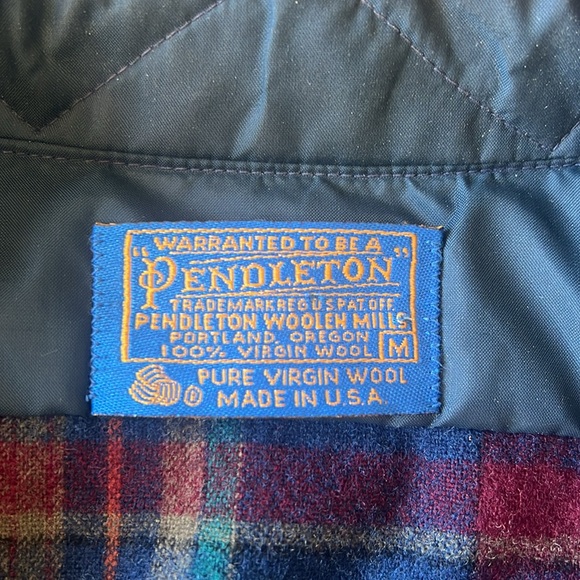 "WARRANTED TO BE A
PENDLETON"
TRADEMARK REG U S PAT OFF
PENDLETON WOOLEN MILLS
PORTLAND, OREGON
100% VIRGIN WOOL M
R PURE VIRGIN WOOL
MADE IN U.S.A.